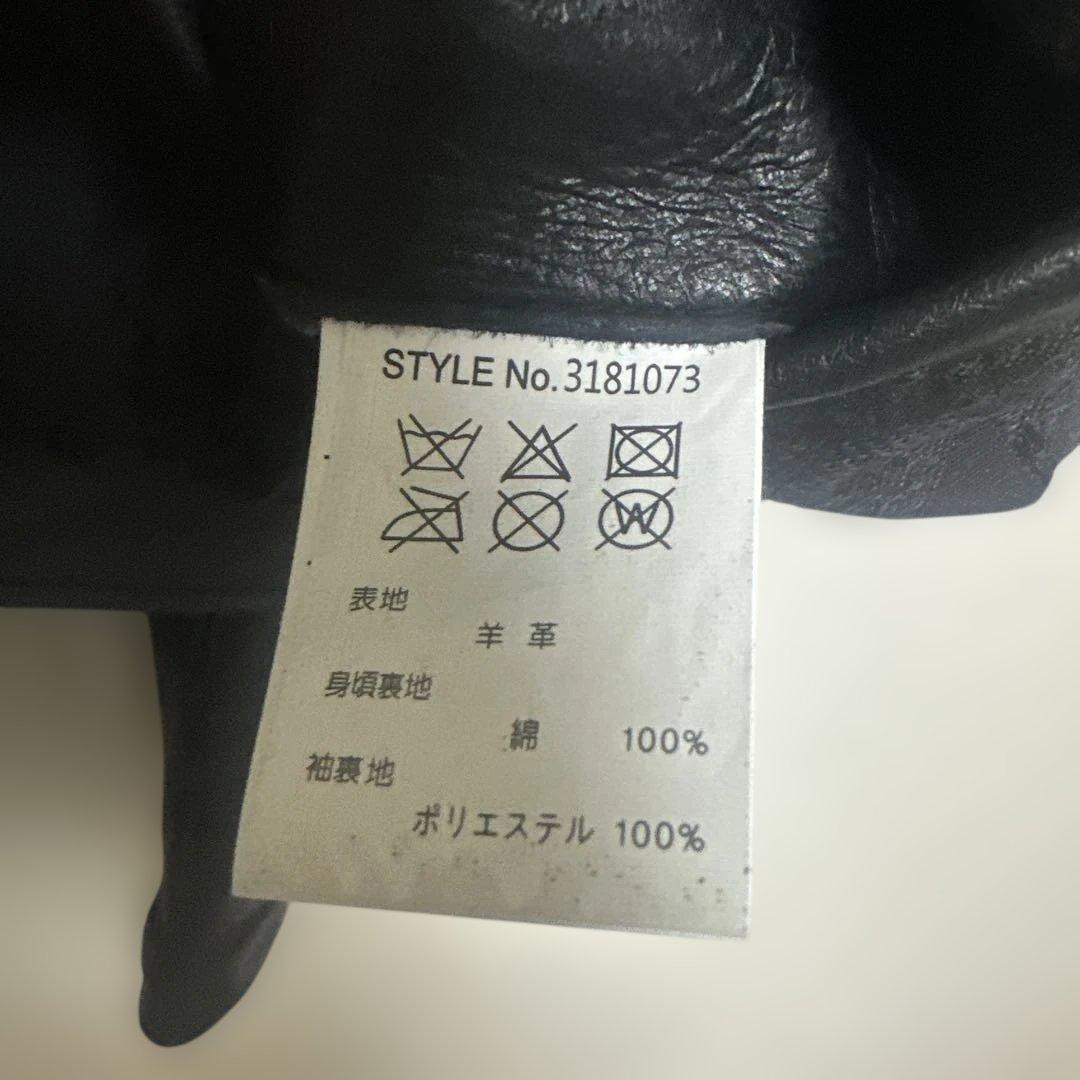 STYLE No.3181073
W
表地
羊革
身頃裏地
綿 100%
袖裏地
ポリエステル 100%